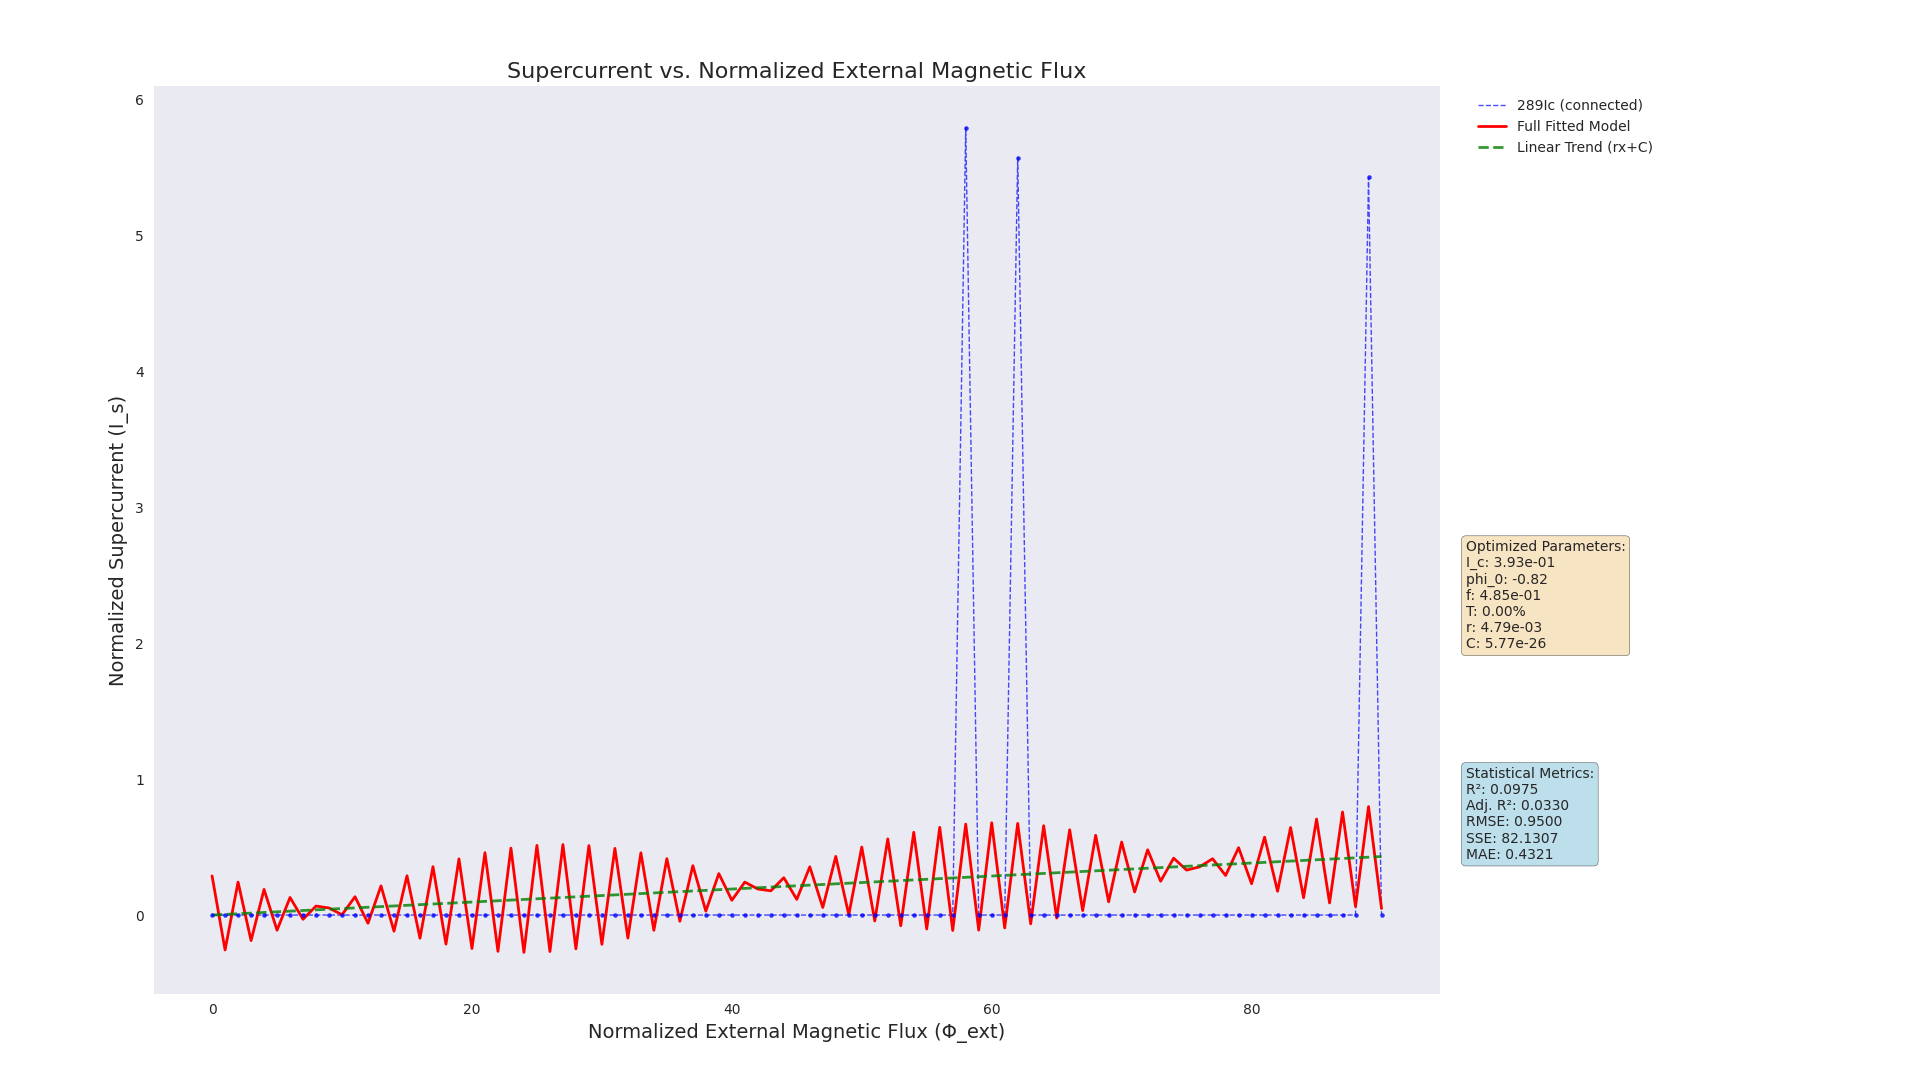 Supercurrent vs. Normalized External Magnetic Flux
6
5
4
3
2
1
0
Normalized Supercurrent (I_s)
0
20
40
60
80
Normalized External Magnetic Flux (Φ_ext)
289Ic (connected)
Full Fitted Model
Linear Trend (rx+C)
Optimized Parameters:
I_c: 3.93e-01
phi_0: -0.82
f: 4.85e-01
T: 0.00%
r: 4.79e-03
C: 5.77e-26
Statistical Metrics:
R²: 0.0975
Adj. R²: 0.0330
RMSE: 0.9500
SSE: 82.1307
MAE: 0.4321